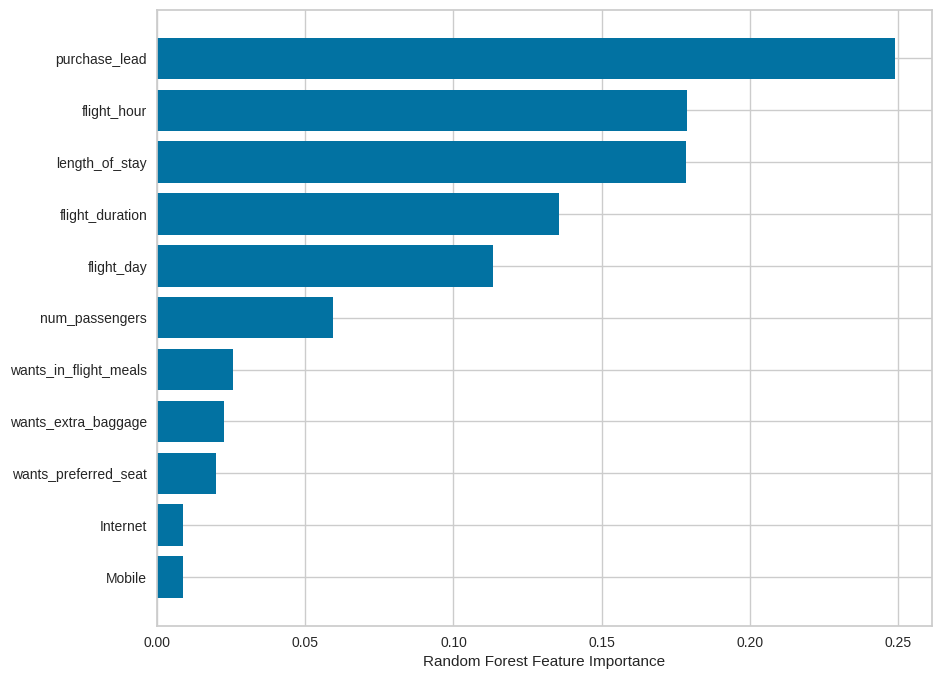 purchase_lead
flight_hour
length_of_stay
flight_duration
flight_day
num_passengers
wants_in_flight_meals
wants_extra_baggage
wants_preferred_seat
Internet
Mobile
0.00 0.05 0.10 0.15 0.20 0.25
Random Forest Feature Importance